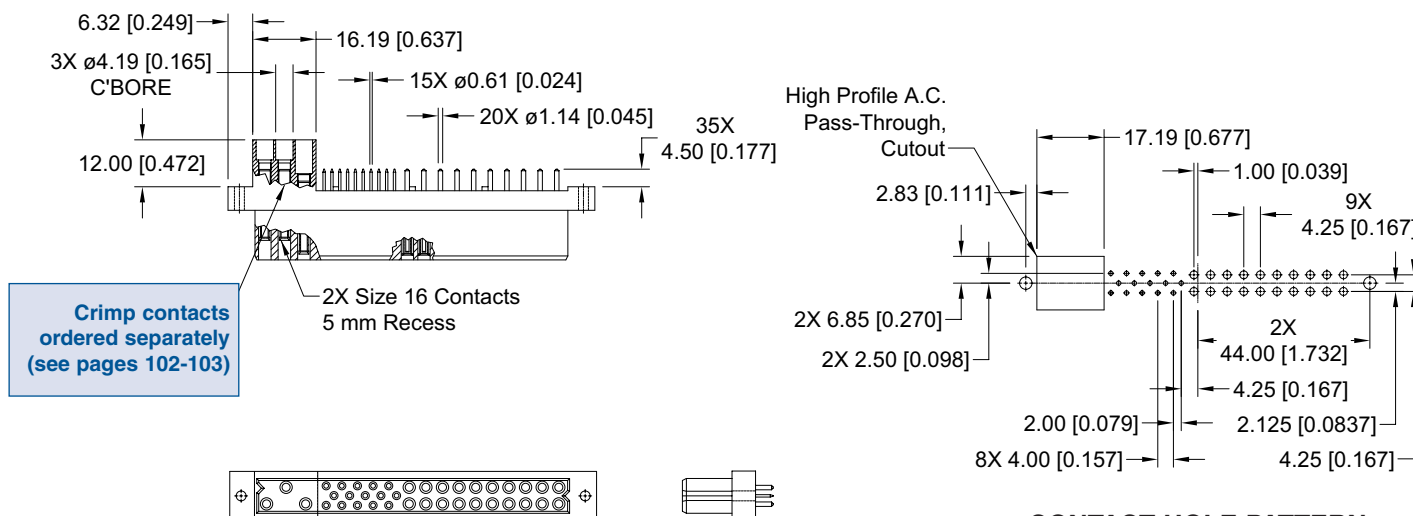 6.32 [0.249]
16.19 [0.637]
3X ø4.19 [0.165]
C'BORE
15X ø0.61 [0.024]
20X ø1.14 [0.045]
35X
4.50 [0.177]
12.00 [0.472]
2X Size 16 Contacts
5 mm Recess
Crimp contacts
ordered separately
(see pages 102-103)
High Profile A.C.
Pass-Through,
Cutout
17.19 [0.677]
2.83 [0.111]
1.00 [0.039]
9X
4.25 [0.167]
2X 6.85 [0.270]
2X 2.50 [0.098]
2X
44.00 [1.732]
4.25 [0.167]
2.00 [0.079]
2.125 [0.0837]
8X 4.00 [0.157]
4.25 [0.167]
CONTACT HOLE PATTERN